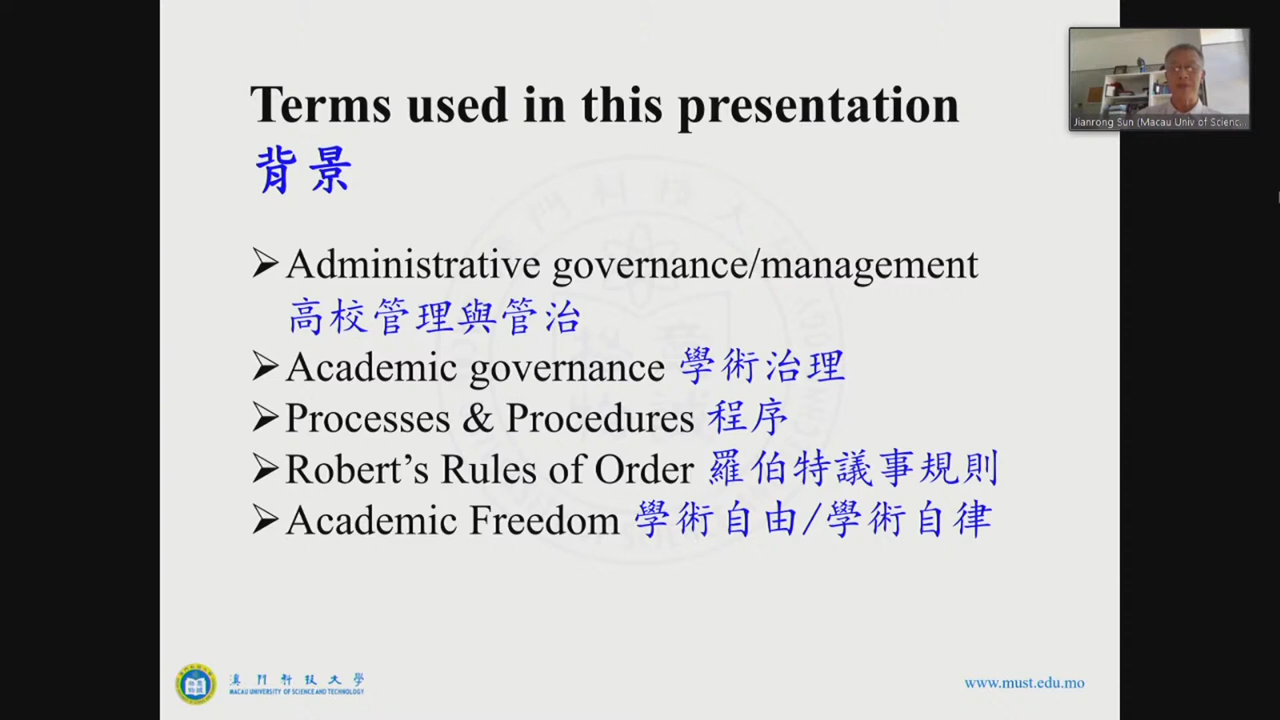 Terms used in this presentation
背景
Jianrong Sun (Macau Univ of Scienc...
➢Administrative governance/management
高校管理與管治
➢Academic governance 學術治理
➢Processes & Procedures 程序
➢Robert’s Rules of Order 羅伯特議事規則
➢Academic Freedom 學術自由/學術自律
澳門科技大學
MACAU UNIVERSITY OF SCIENCE AND TECHNOLOGY
www.must.edu.mo